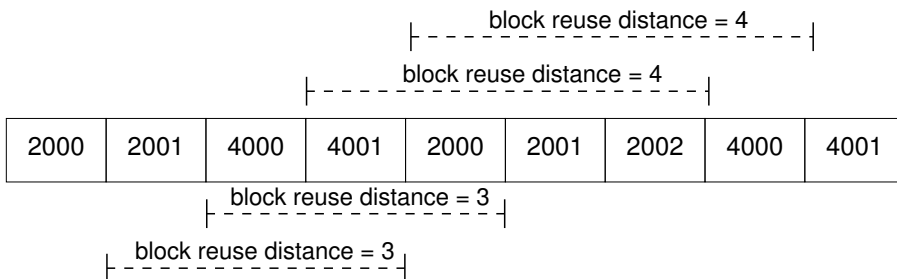 block reuse distance = 4
block reuse distance = 4
2000 2001 4000 4001 2000 2001 2002 4000 4001
block reuse distance = 3
block reuse distance = 3